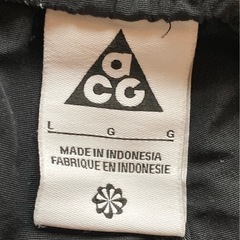 aCG
L G G
MADE IN INDONESIA
FABRIQUE EN INDONESIE